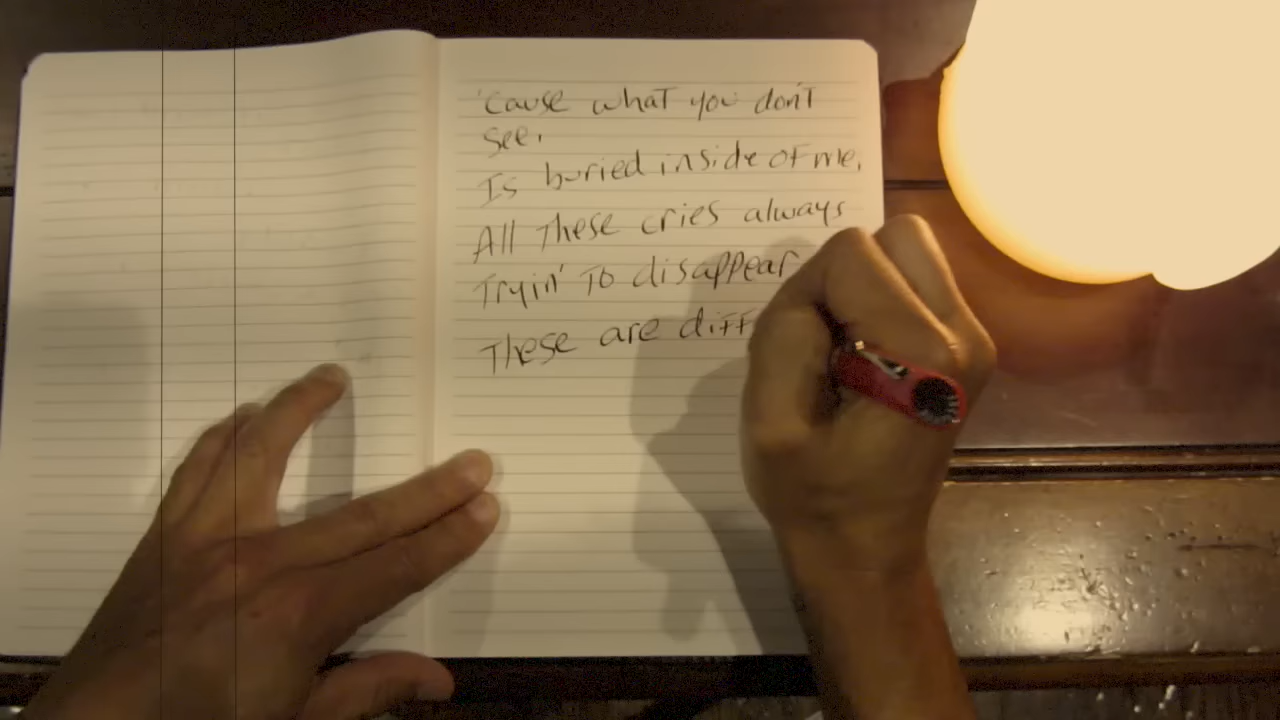 'cause what you don't
see,
Is buried inside of me,
All These cries always
Tryin' To disappear
These are diff